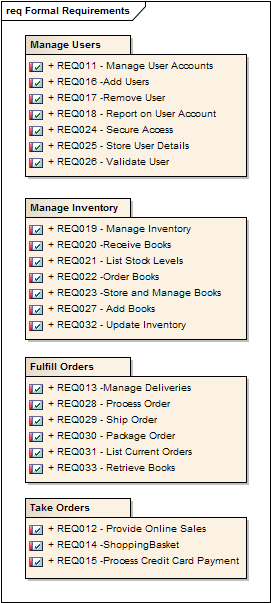 req Formal Requirements
Manage Users
+ REQ011 - Manage User Accounts
+ REQ016 -Add Users
+ REQ017 -Remove User
+ REQ018 - Report on User Account
+ REQ024 - Secure Access
+ REQ025 - Store User Details
+ REQ026 - Validate User
Manage Inventory
+ REQ019 - Manage Inventory
+ REQ020 -Receive Books
+ REQ021 - List Stock Levels
+ REQ022 -Order Books
+ REQ023 -Store and Manage Books
+ REQ027 - Add Books
+ REQ032 - Update Inventory
Fulfill Orders
+ REQ013 -Manage Deliveries
+ REQ028 - Process Order
+ REQ029 - Ship Order
+ REQ030 - Package Order
+ REQ031 - List Current Orders
+ REQ033 - Retrieve Books
Take Orders
+ REQ012 - Provide Online Sales
+ REQ014 -ShoppingBasket
+ REQ015 -Process Credit Card Payment